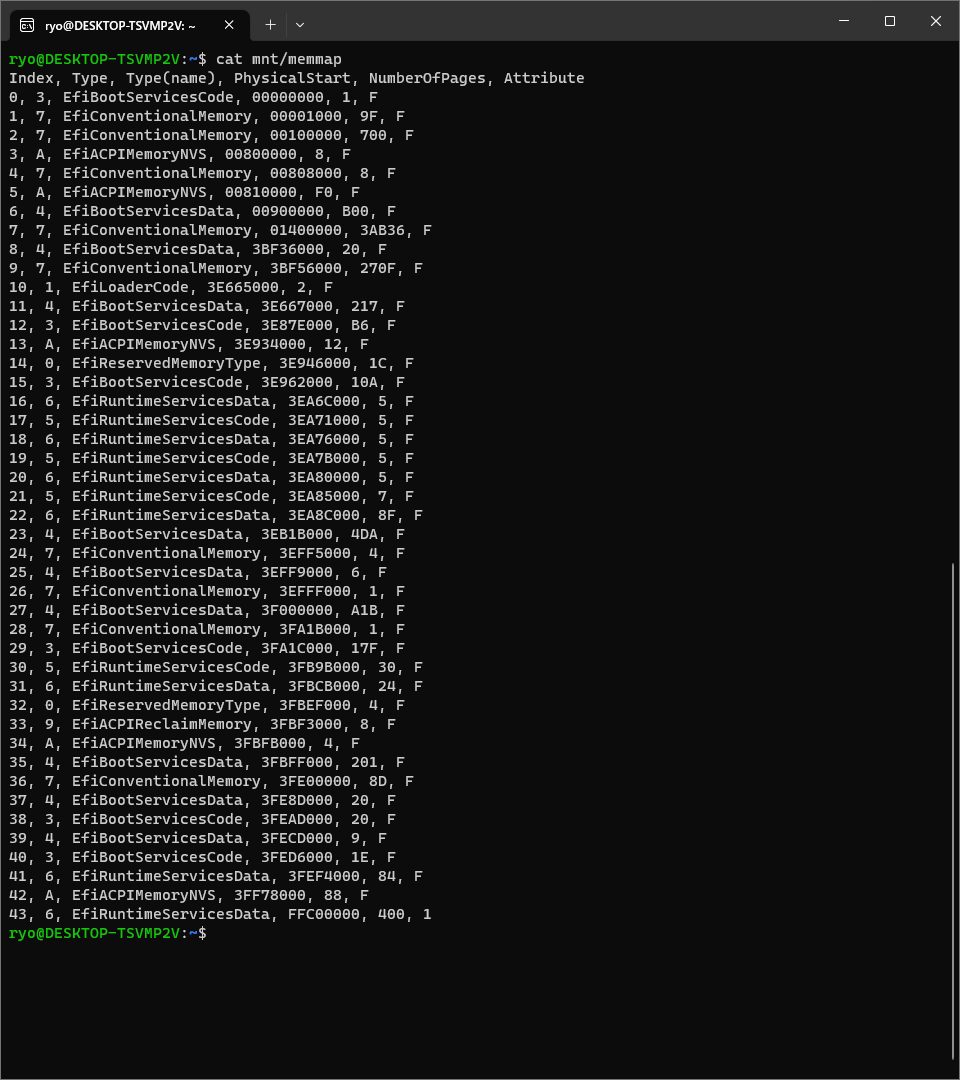 ryo@DESKTOP-TSVMP2V: ~
ryo@DESKTOP-TSVMP2V:~$ cat mnt/memmap
Index, Type, Type(name), PhysicalStart, NumberOfPages, Attribute
0, 3, EfiBootServicesCode, 00000000, 1, F
1, 7, EfiConventionalMemory, 00001000, 9F, F
2, 7, EfiConventionalMemory, 00100000, 700, F
3, A, EfiACPIMemoryNVS, 00800000, 8, F
4, 7, EfiConventionalMemory, 00808000, 8, F
5, A, EfiACPIMemoryNVS, 00810000, F0, F
6, 4, EfiBootServicesData, 00900000, B00, F
7, 7, EfiConventionalMemory, 01400000, 3AB36, F
8, 4, EfiBootServicesData, 3BF36000, 20, F
9, 7, EfiConventionalMemory, 3BF56000, 270F, F
10, 1, EfiLoaderCode, 3E665000, 2, F
11, 4, EfiBootServicesData, 3E667000, 217, F
12, 3, EfiBootServicesCode, 3E87E000, B6, F
13, A, EfiACPIMemoryNVS, 3E934000, 12, F
14, 0, EfiReservedMemoryType, 3E946000, 1C, F
15, 3, EfiBootServicesCode, 3E962000, 10A, F
16, 6, EfiRuntimeServicesData, 3EA6C000, 5, F
17, 5, EfiRuntimeServicesCode, 3EA71000, 5, F
18, 6, EfiRuntimeServicesData, 3EA76000, 5, F
19, 5, EfiRuntimeServicesCode, 3EA7B000, 5, F
20, 6, EfiRuntimeServicesData, 3EA80000, 5, F
21, 5, EfiRuntimeServicesCode, 3EA85000, 7, F
22, 6, EfiRuntimeServicesData, 3EA8C000, 8F, F
23, 4, EfiBootServicesData, 3EB1B000, 4DA, F
24, 7, EfiConventionalMemory, 3EFF5000, 4, F
25, 4, EfiBootServicesData, 3EFF9000, 6, F
26, 7, EfiConventionalMemory, 3EFFF000, 1, F
27, 4, EfiBootServicesData, 3F000000, A1B, F
28, 7, EfiConventionalMemory, 3FA1B000, 1, F
29, 3, EfiBootServicesCode, 3FA1C000, 17F, F
30, 5, EfiRuntimeServicesCode, 3FB9B000, 30, F
31, 6, EfiRuntimeServicesData, 3FBCB000, 24, F
32, 0, EfiReservedMemoryType, 3FBEF000, 4, F
33, 9, EfiACPIReclaimMemory, 3FBF3000, 8, F
34, A, EfiACPIMemoryNVS, 3FBFB000, 4, F
35, 4, EfiBootServicesData, 3FBFF000, 201, F
36, 7, EfiConventionalMemory, 3FE00000, 8D, F
37, 4, EfiBootServicesData, 3FE8D000, 20, F
38, 3, EfiBootServicesCode, 3FEAD000, 20, F
39, 4, EfiBootServicesData, 3FECD000, 9, F
40, 3, EfiBootServicesCode, 3FED6000, 1E, F
41, 6, EfiRuntimeServicesData, 3FEF4000, 84, F
42, A, EfiACPIMemoryNVS, 3FF78000, 88, F
43, 6, EfiRuntimeServicesData, FFC00000, 400, 1
ryo@DESKTOP-TSVMP2V:~$